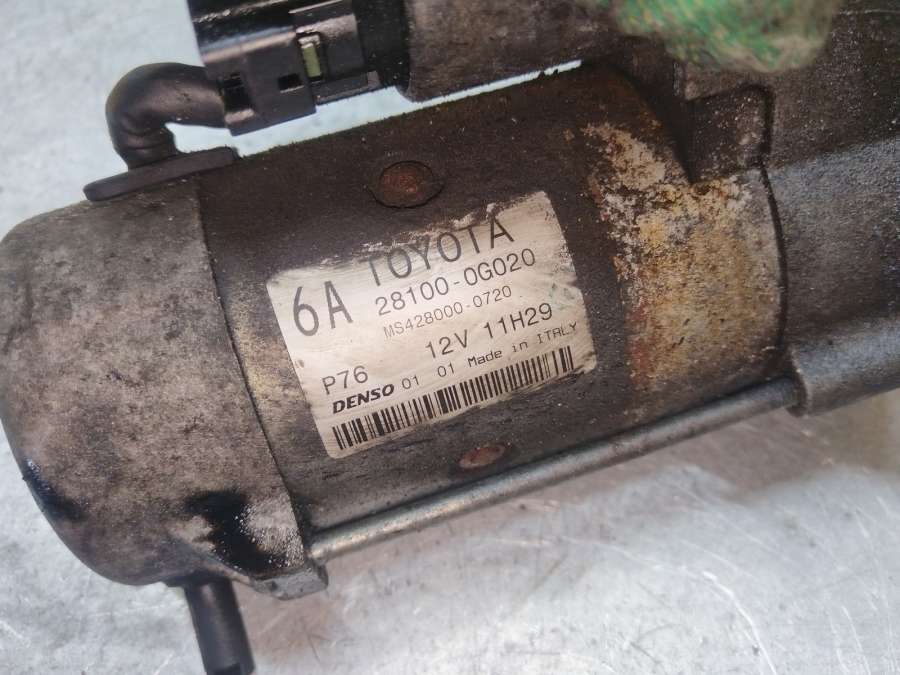 6A TOYOTA
28100-0G020
MS428000-0720
P76 12V 11H29
DENSO 01 01 Made in ITALY